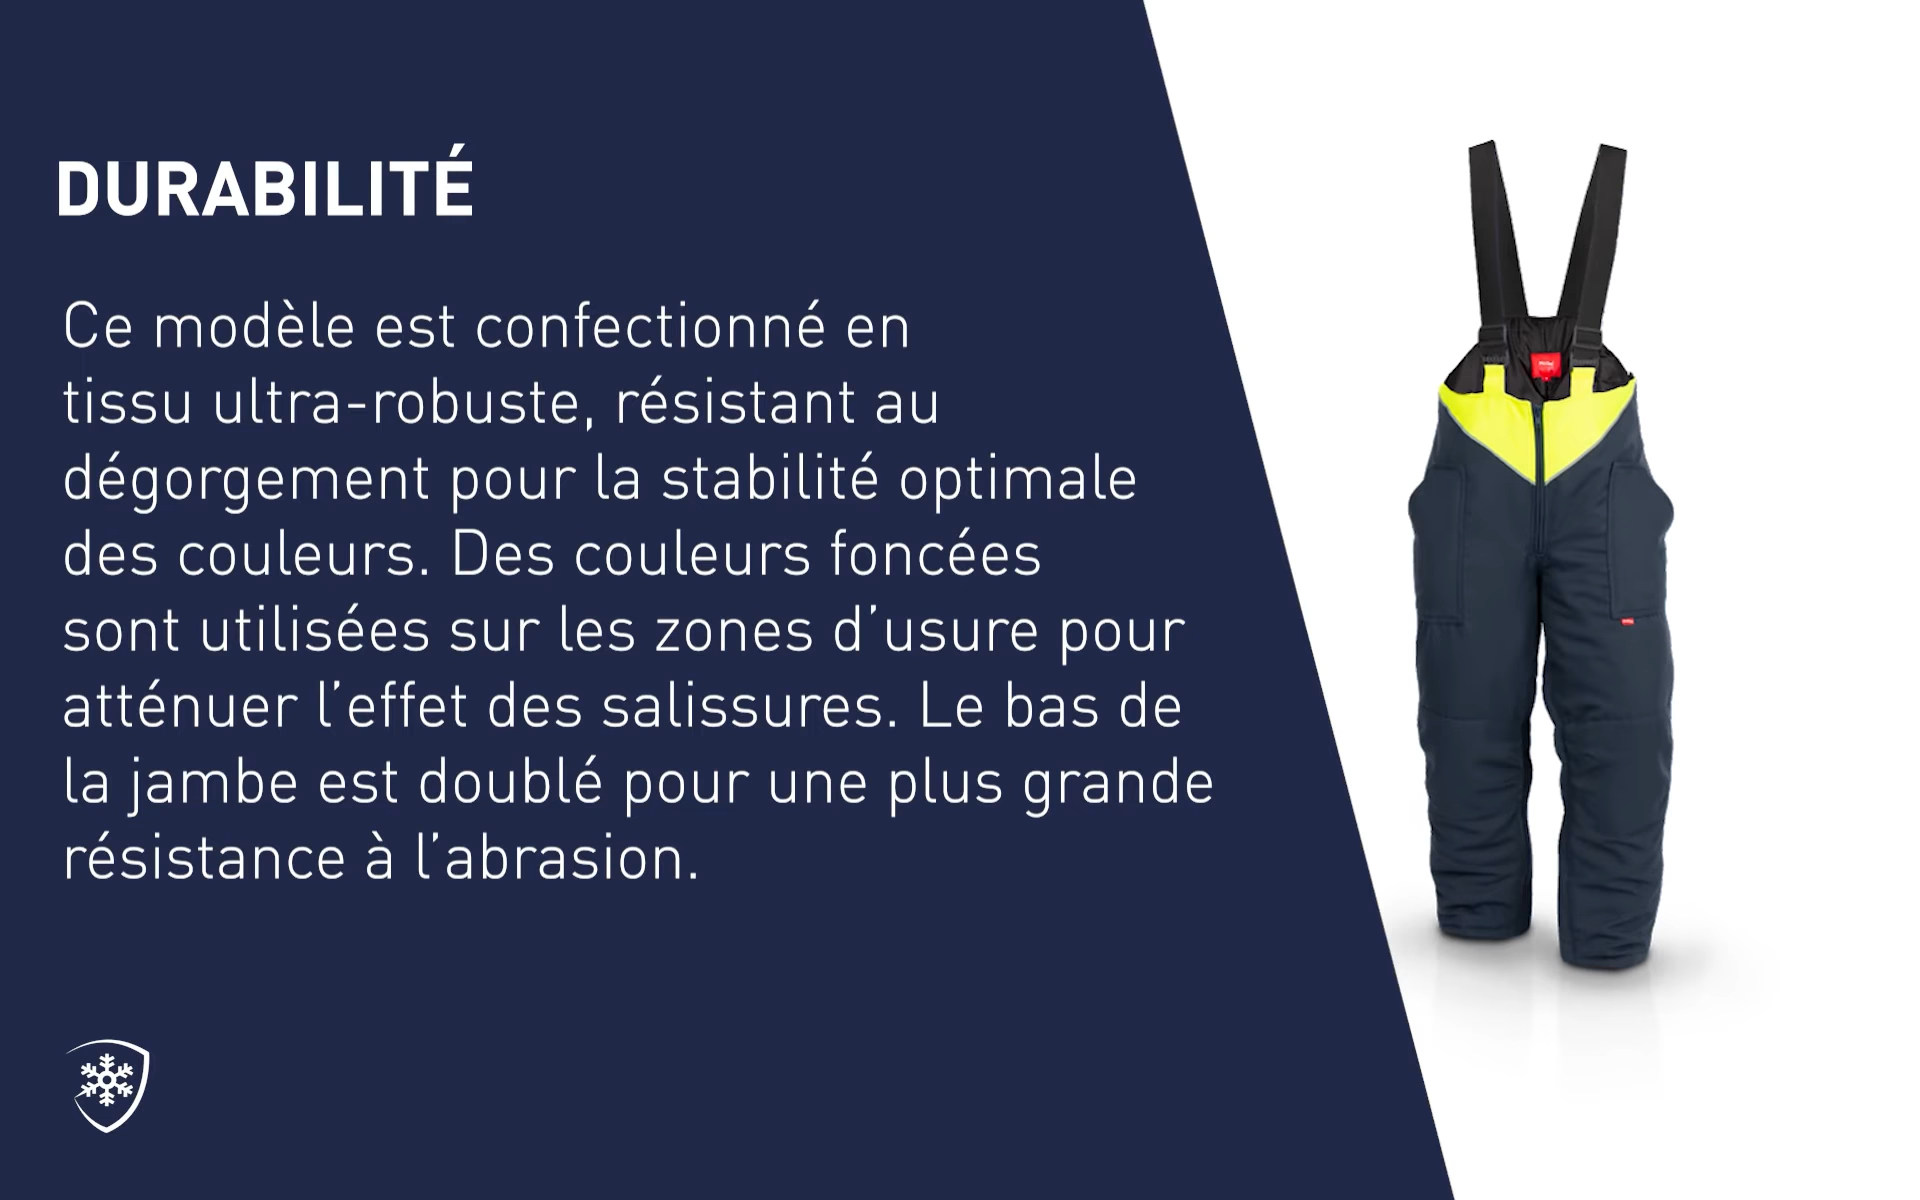 DURABILITÉ
Ce modèle est confectionné en
tissu ultra-robuste, résistant au
dégorgement pour la stabilité optimale
des couleurs. Des couleurs foncées
sont utilisées sur les zones d’usure pour
atténuer l’effet des salissures. Le bas de
la jambe est doublé pour une plus grande
résistance à l’abrasion.